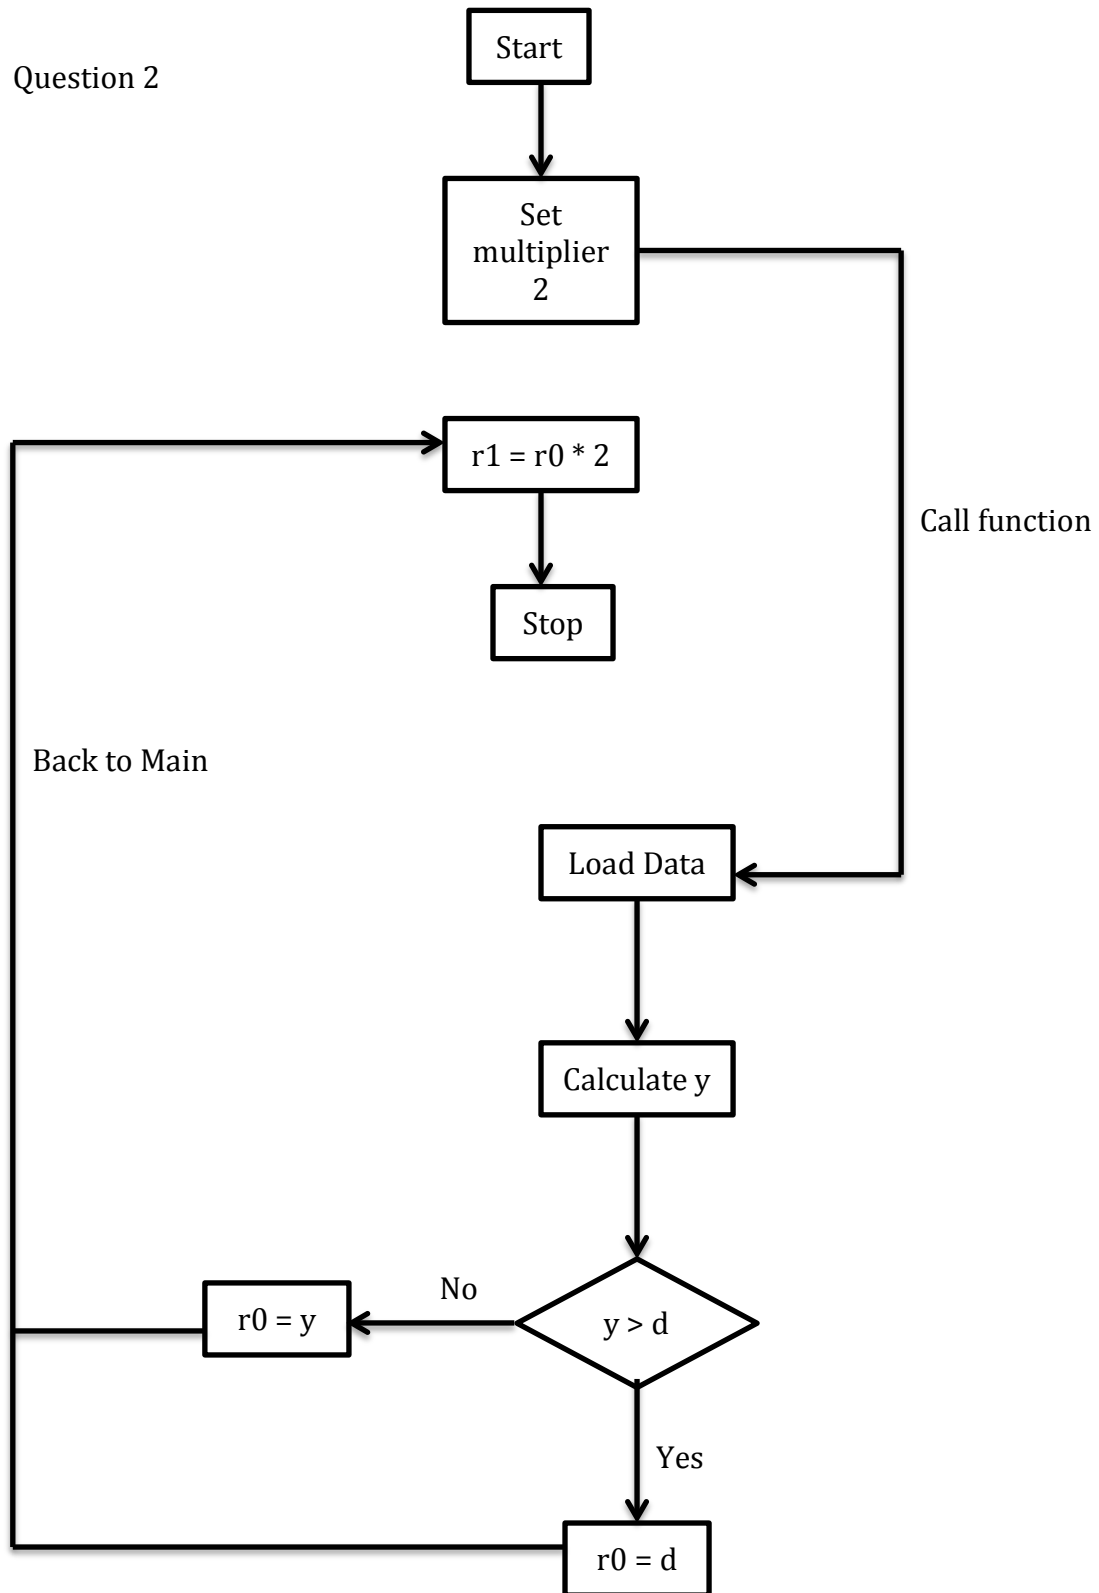 Start
Question 2
Set
multiplier
2
r1 = r0 * 2
Call function
Stop
Back to Main
Load Data
Calculate y
No
r0 = y
y > d
Yes
r0 = d